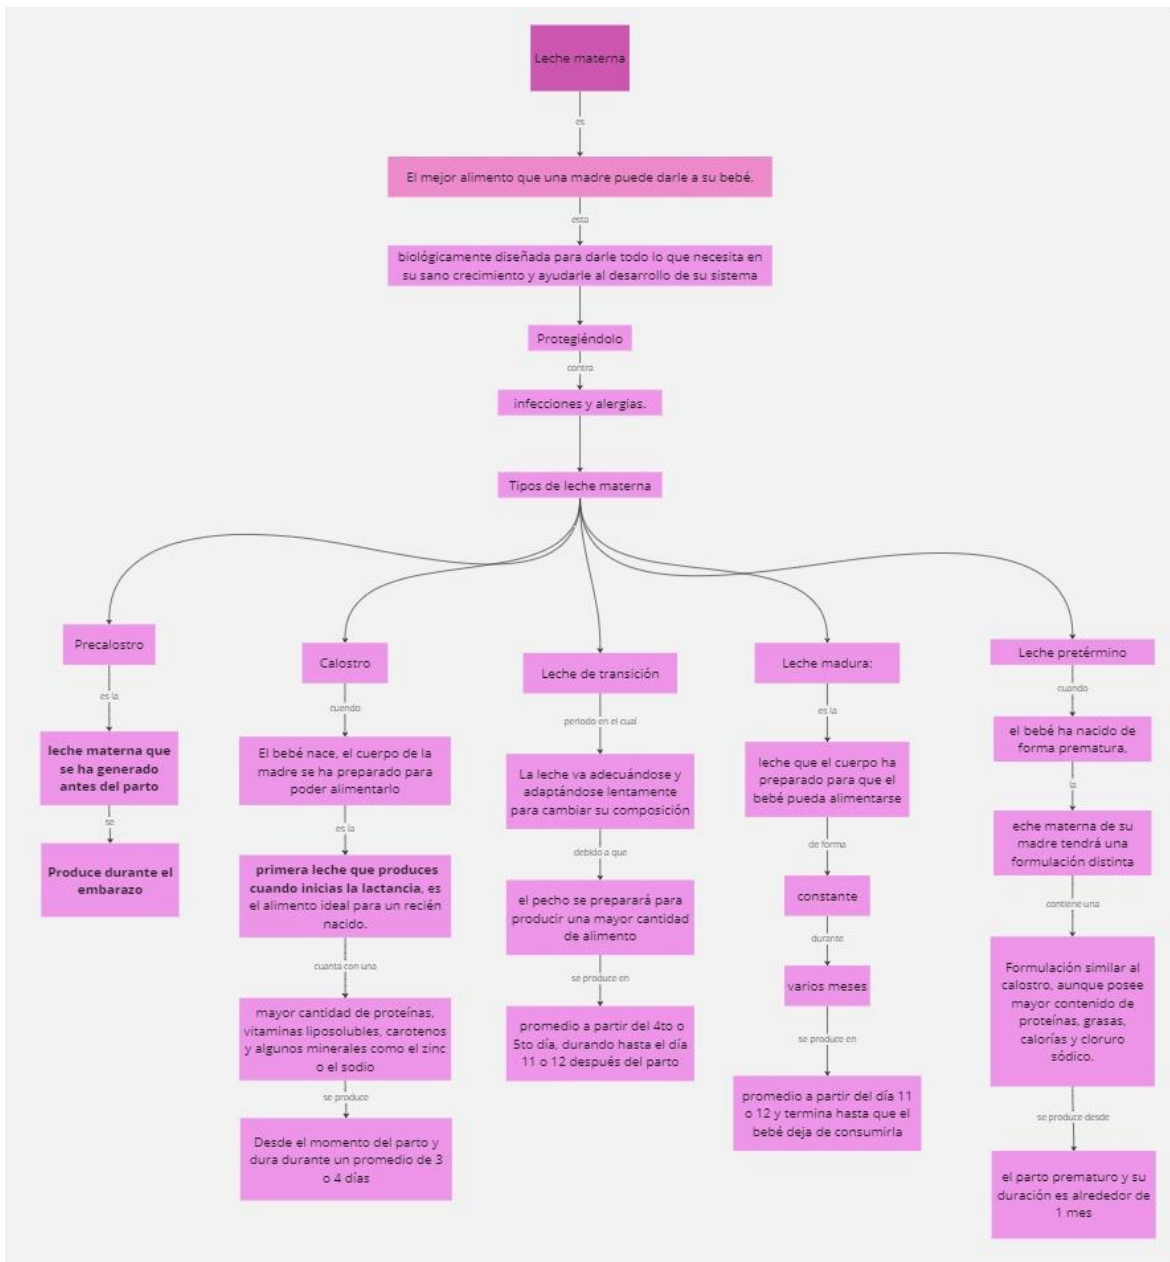 Leche materna
es
El mejor alimento que una madre puede darle a su bebé.
esta
biológicamente diseñada para darle todo lo que necesita en
su sano crecimiento y ayudarle al desarrollo de su sistema
Protegiéndolo
contra
infecciones y alergias.
Tipos de leche materna
Precalostro
es la
leche materna que
se ha generado
antes del parto
se
Produce durante el
embarazo
Calostro
cuendo
El bebé nace, el cuerpo de la
madre se ha preparado para
poder alimentarlo
es la
primera leche que produces
cuando inicias la lactancia, es
el alimento ideal para un recién
nacido.
cuanta con una
mayor cantidad de proteínas,
vitaminas liposolubles, carotenos
y algunos minerales como el zinc
o el sodio
se produce
Desde el momento del parto y
dura durante un promedio de 3
o 4 días
Leche de transición
periodo en el cual
La leche va adecuándose y
adaptándose lentamente
para cambiar su composición
debido a que
el pecho se preparará para
producir una mayor cantidad
de alimento
se produce en
promedio a partir del 4to o
5to día, durando hasta el día
11 o 12 después del parto
Leche madura:
es la
leche que el cuerpo ha
preparado para que el
bebé pueda alimentarse
de forma
constante
durante
varios meses
se produce en
promedio a partir del día 11
o 12 y termina hasta que el
bebé deja de consumirla
Leche pretérmino
cuando
el bebé ha nacido de
forma prematura,
la
eche materna de su
madre tendrá una
formulación distinta
contiene una
Formulación similar al
calostro, aunque posee
mayor contenido de
proteínas, grasas,
calorías y cloruro
sódico.
se produce desde
el parto prematuro y su
duración es alrededor de
1 mes